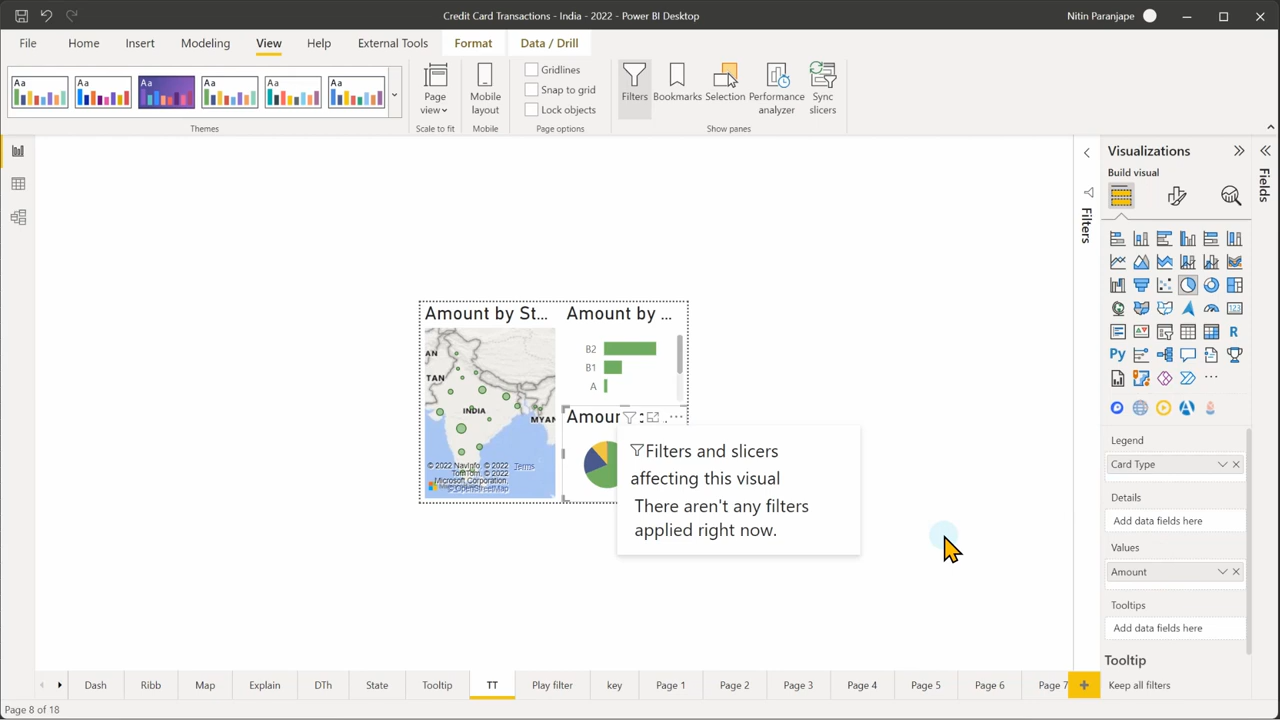 Credit Card Transactions - India - 2022 - Power BI Desktop
Nitin Paranjape
File
Home
Insert
Modeling
View
Help
External Tools
Format
Data / Drill
Aa
Aa
Aa
Aa
Aa
Aa
Page
view
Mobile
layout
Gridlines
Snap to grid
Lock objects
Filters
Bookmarks
Selection
Performance
analyzer
Sync
slicers
Themes
Scale to fit
Mobile
Page options
Show panes
Visualizations
Build visual
Filters
Fields
Amount by St...
Amount by ...
AN
TAN
INDIA
MYAN
© 2022 NavInfo, © 2022
TomTom, © 2022
Microsoft Corporation,
© OpenStreetMap
Terms
B2
B1
A
Filters and slicers
affecting this visual
There aren't any filters
applied right now.
R
Py
Legend
Card Type
Details
Add data fields here
Values
Amount
Tooltips
Add data fields here
Tooltip
Keep all filters
Dash
Ribb
Map
Explain
DTh
State
Tooltip
TT
Play filter
key
Page 1
Page 2
Page 3
Page 4
Page 5
Page 6
Page 7
Page 8 of 18